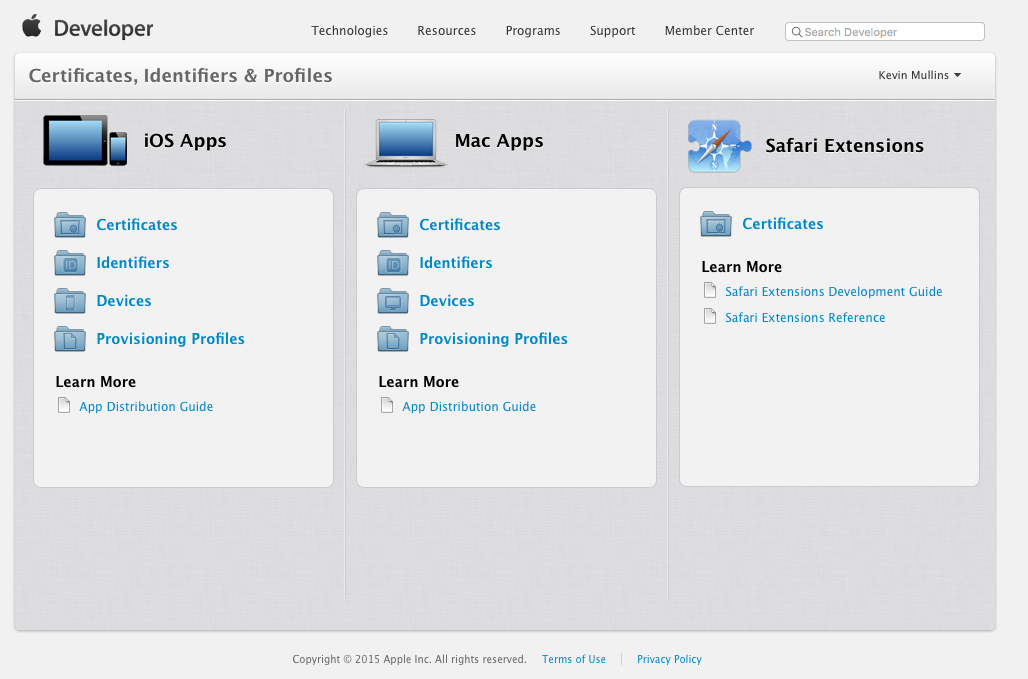 Developer
Technologies Resources Programs Support Member Center Search Developer
Certificates, Identifiers & Profiles
Kevin Mullins
iOS Apps
Certificates
Identifiers
Devices
Provisioning Profiles
Learn More
App Distribution Guide
Mac Apps
Certificates
iD
Identifiers
Devices
Provisioning Profiles
Learn More
App Distribution Guide
Safari Extensions
Certificates
Learn More
Safari Extensions Development Guide
Safari Extensions Reference
Copyright © 2015 Apple Inc. All rights reserved. Terms of Use Privacy Policy